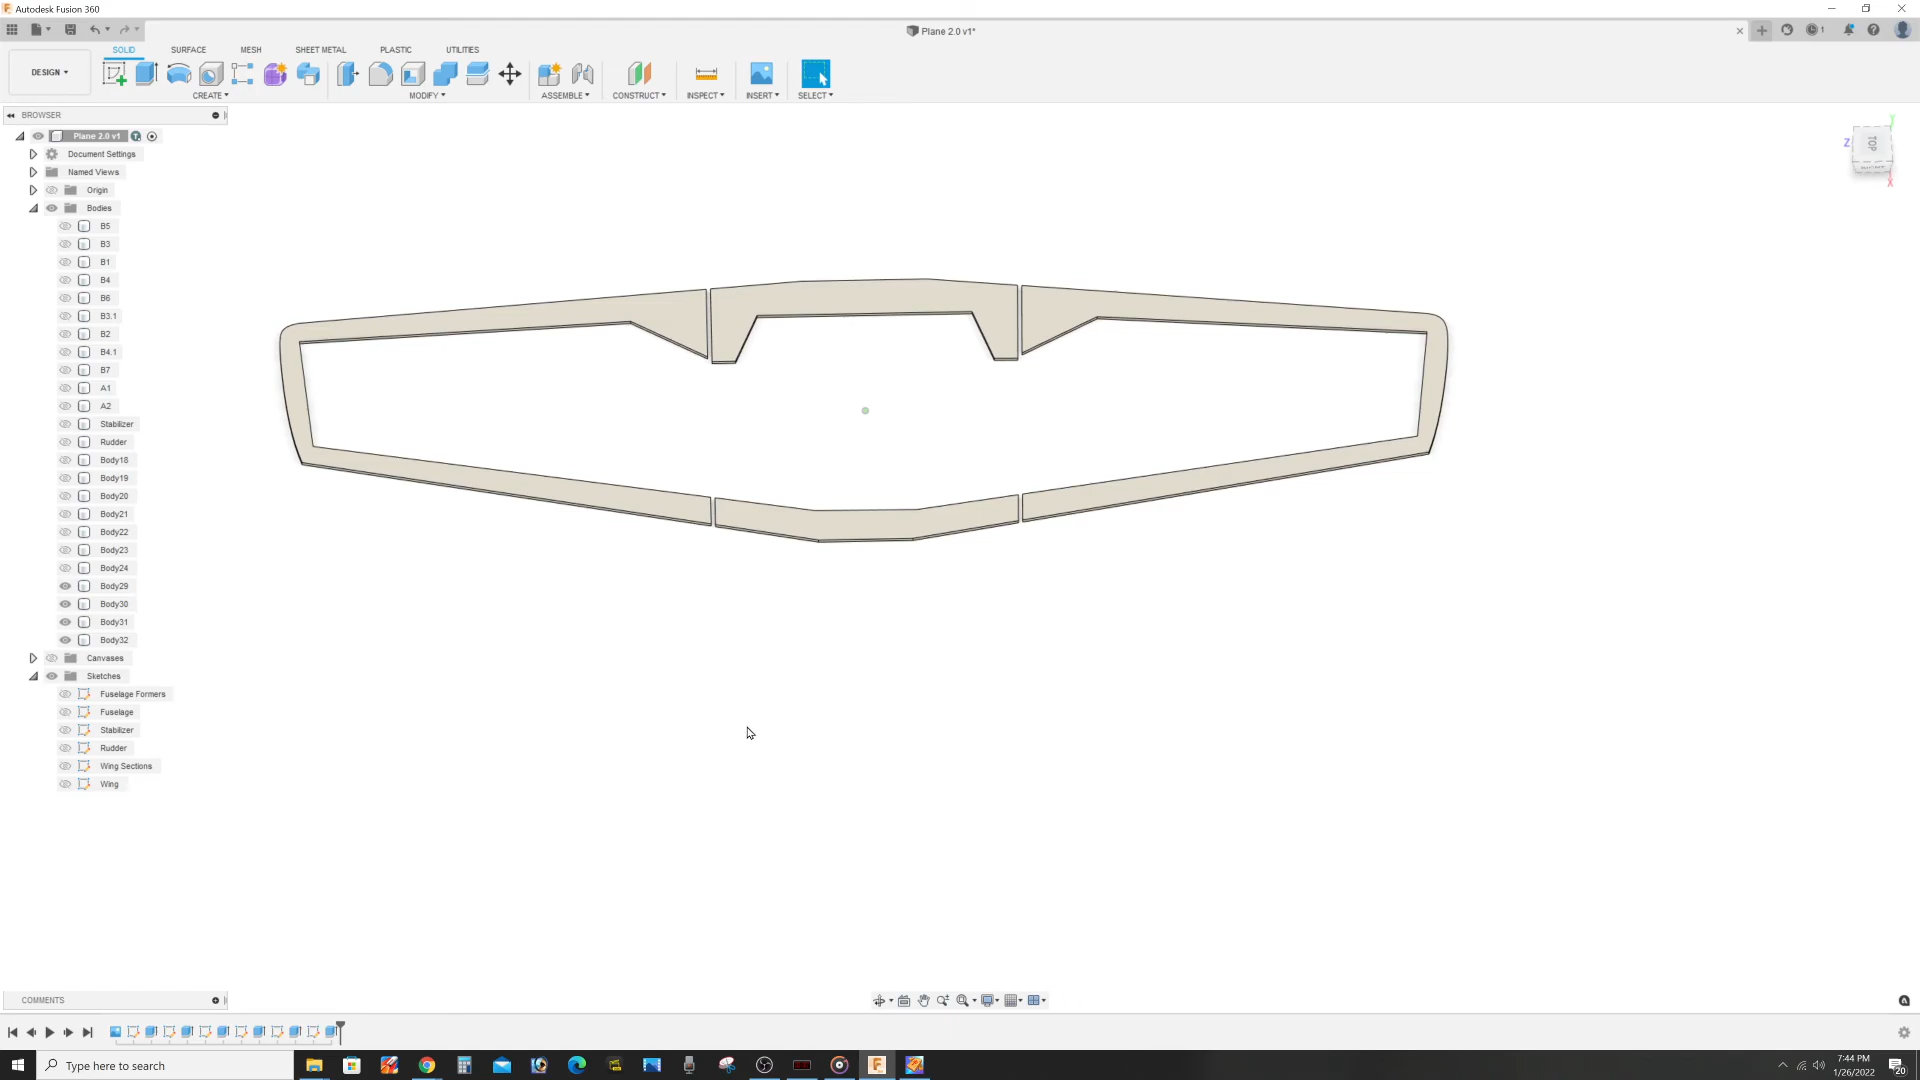 Autodesk Fusion 360
Plane 2.0 v1*
1
DESIGN
SOLID SURFACE MESH SHEET METAL PLASTIC UTILITIES
CREATE MODIFY ASSEMBLE CONSTRUCT INSPECT INSERT SELECT
BROWSER
Plane 2.0 v1
Document Settings
Named Views
Origin
Bodies
B5
B3
B1
B4
B6
B3.1
B2
B4.1
B7
A1
A2
Stabilizer
Rudder
Body18
Body19
Body20
Body21
Body22
Body23
Body24
Body29
Body30
Body31
Body32
Canvases
Sketches
Fuselage Formers
Fuselage
Stabilizer
Rudder
Wing Sections
Wing
Y
Z
TOP
X
COMMENTS
Type here to search
7:44 PM
1/26/2022
20